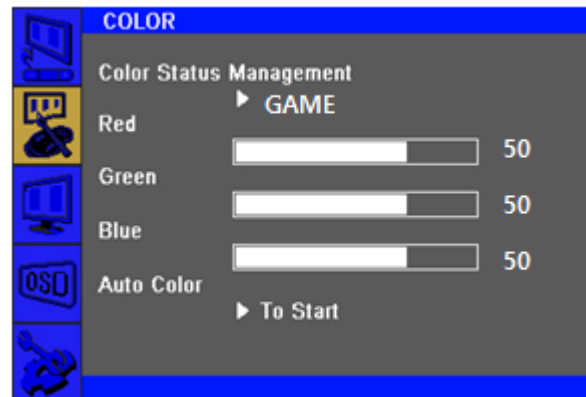 COLOR
Color Status Management
GAME
Red
50
Green
50
Blue
50
Auto Color
To Start
OSD